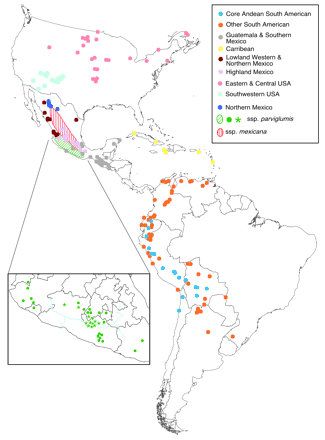 Core Andean South American
Other South American
Guatemala & Southern
Mexico
Carribean
Lowland Western &
Northern Mexico
Highland Mexico
Eastern & Central USA
Southwestern USA
Northern Mexico
ssp. parviglumis
ssp. mexicana